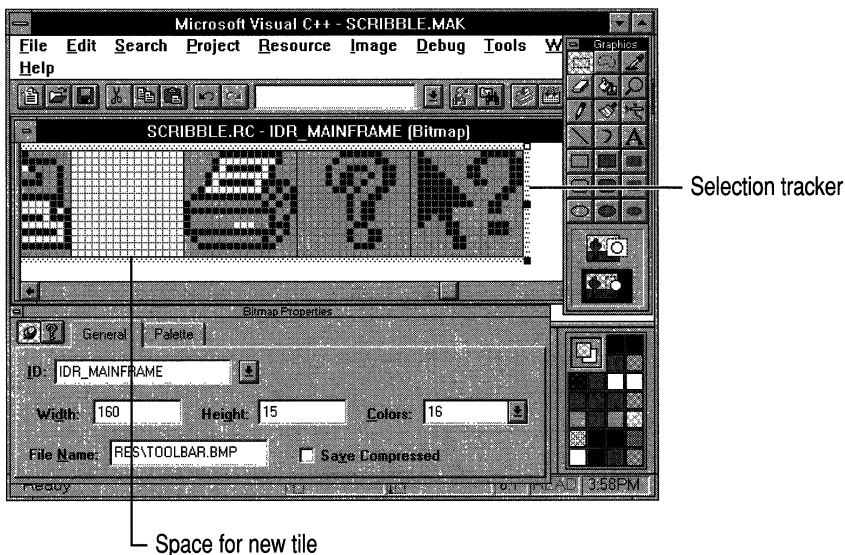 Microsoft Visual C++ - SCRIBBLE.MAK
File Edit Search Project Resource Image Debug Tools W
Help
Graphics
SCRIBBLE.RC - IDR_MAINFRAME (Bitmap)
A
Selection tracker
Bitmap Properties
General Palette
ID: IDR_MAINFRAME
Width: 160 Height: 15 Colors: 16
File Name: RES\TOOLBAR.BMP Save Compressed
Ready READ 3:58PM
Space for new tile